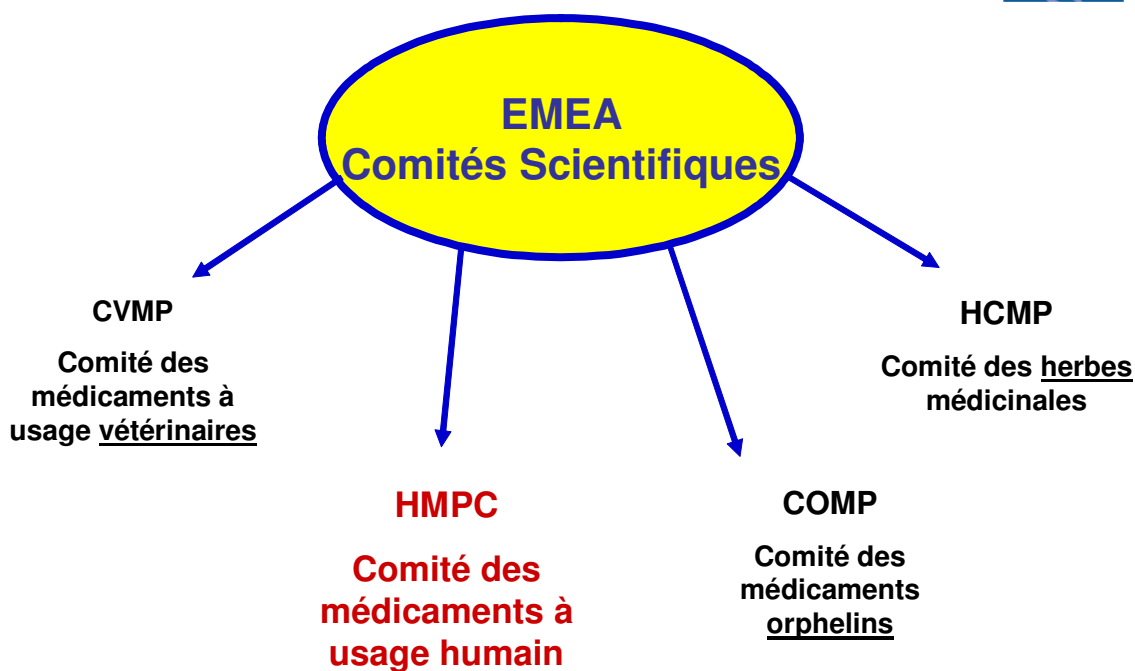 EMEA
Comités Scientifiques
CVMP
Comité des
médicaments à
usage vétérinaires
HMPC
Comité des
médicaments à
usage humain
COMP
Comité des
médicaments
orphelins
HCMP
Comité des herbes
médicinales